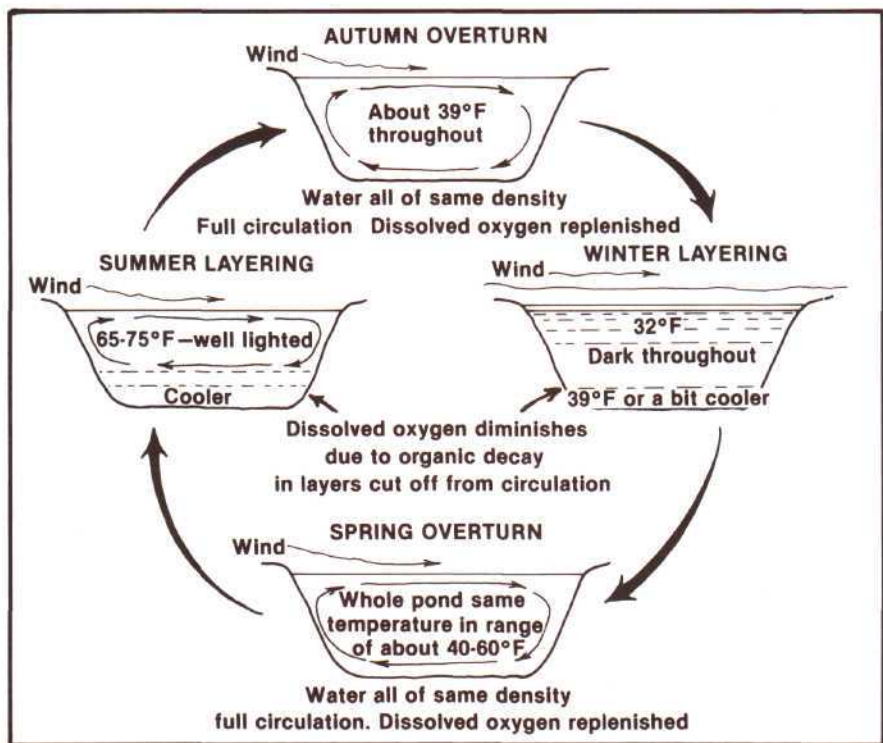 AUTUMN OVERTURN
Wind
About 39°F
throughout
Water all of same density
Full circulation Dissolved oxygen replenished
SUMMER LAYERING
Wind
65-75°F—well lighted
Cooler
WINTER LAYERING
Wind
32°F
Dark throughout
39°F or a bit cooler
Dissolved oxygen diminishes
due to organic decay
in layers cut off from circulation
SPRING OVERTURN
Wind
Whole pond same
temperature in range
of about 40-60°F
Water all of same density
full circulation. Dissolved oxygen replenished